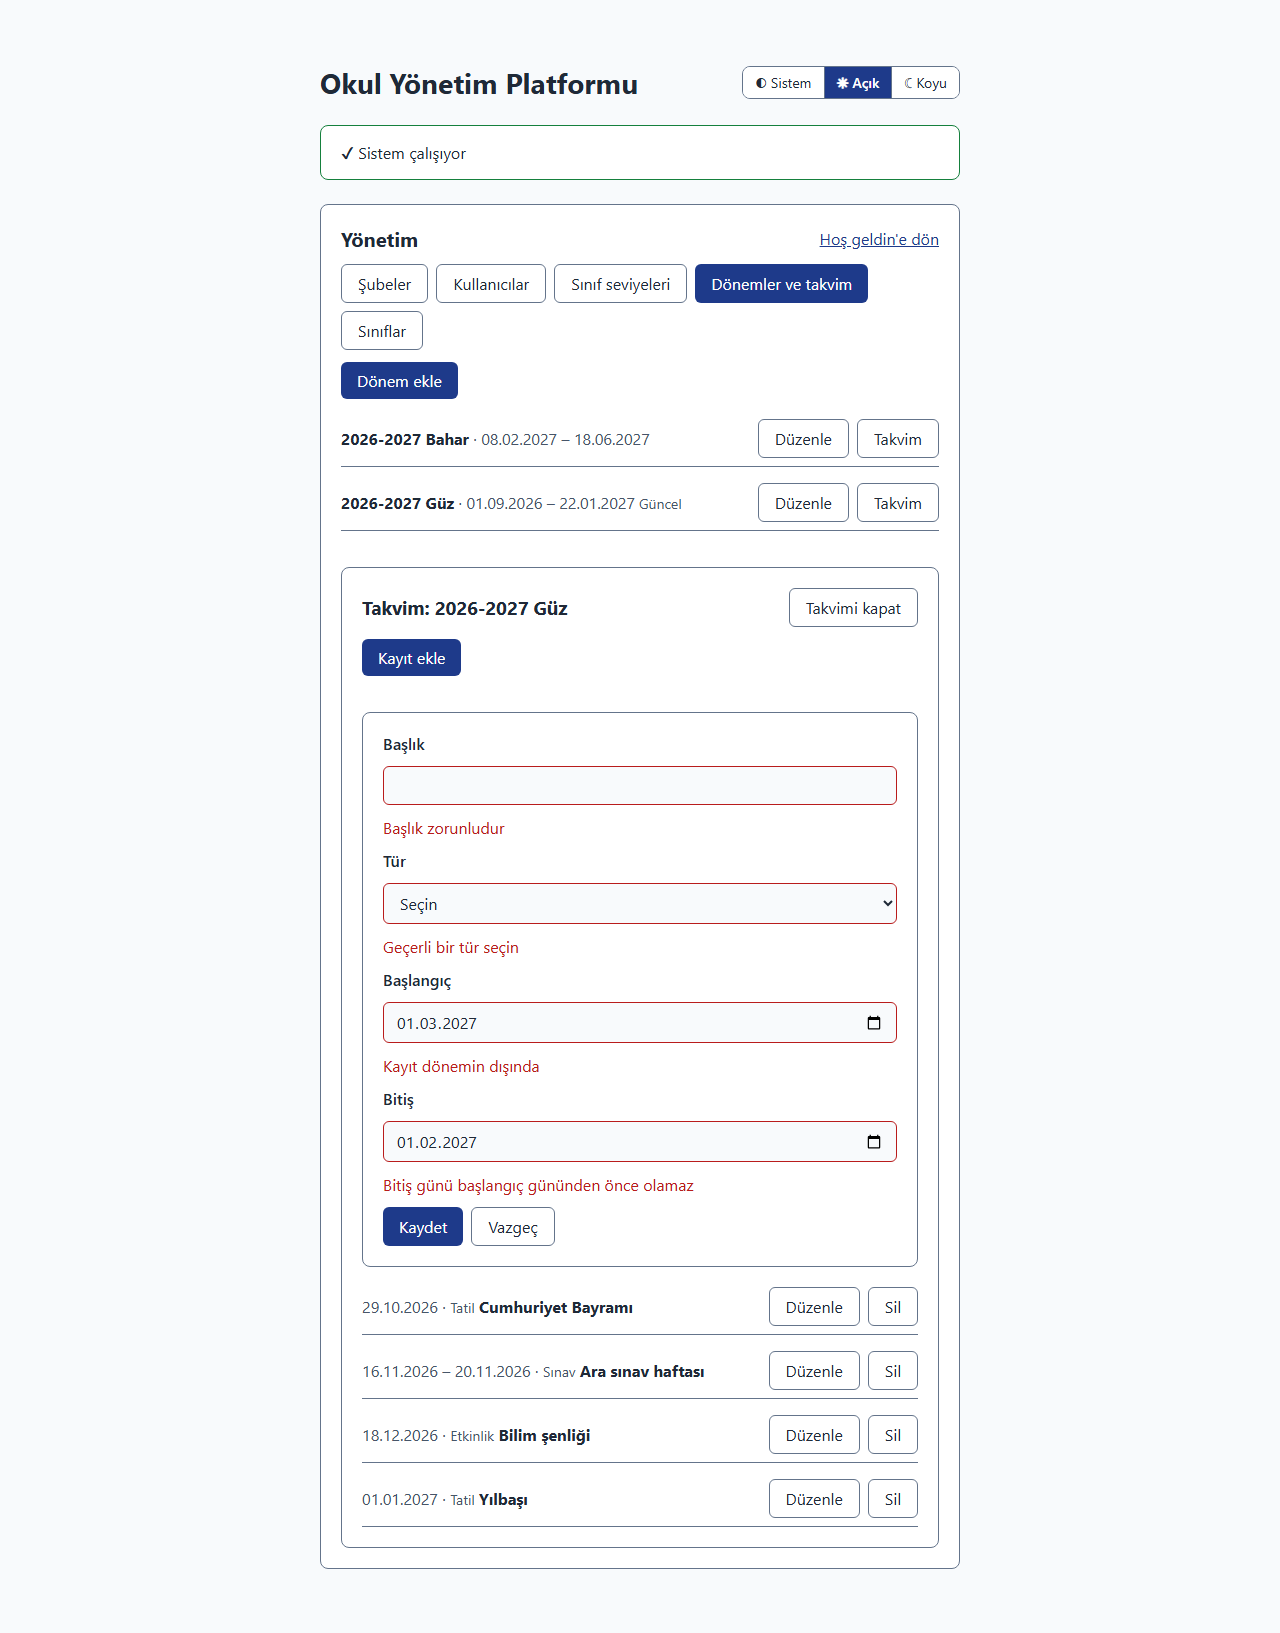 Okul Yönetim Platformu
◐ Sistem
❋ Açık
☾ Koyu
✓ Sistem çalışıyor
Yönetim
Hoş geldin'e dön
Şubeler
Kullanıcılar
Sınıf seviyeleri
Dönemler ve takvim
Sınıflar
Dönem ekle
2026-2027 Bahar · 08.02.2027 – 18.06.2027
Düzenle
Takvim
2026-2027 Güz · 01.09.2026 – 22.01.2027 Güncel
Düzenle
Takvim
Takvim: 2026-2027 Güz
Takvimi kapat
Kayıt ekle
Başlık
Başlık zorunludur
Tür
Seçin
Geçerli bir tür seçin
Başlangıç
01.03.2027
Kayıt dönemin dışında
Bitiş
01.02.2027
Bitiş günü başlangıç gününden önce olamaz
Kaydet
Vazgeç
29.10.2026 · Tatil Cumhuriyet Bayramı
Düzenle
Sil
16.11.2026 – 20.11.2026 · Sınav Ara sınav haftası
Düzenle
Sil
18.12.2026 · Etkinlik Bilim şenliği
Düzenle
Sil
01.01.2027 · Tatil Yılbaşı
Düzenle
Sil